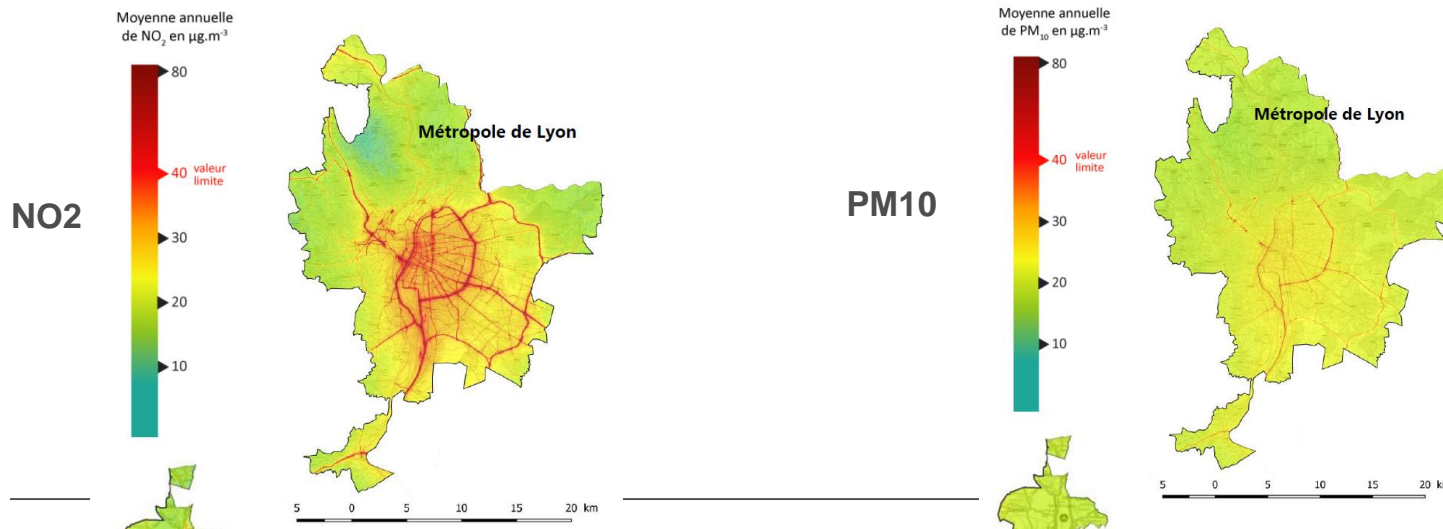 Moyenne annuelle
de NO₂ en µg.m⁻³
80
40 valeur
limite
30
20
10
NO2
Métropole de Lyon
5 0 5 10 15 20 km
Moyenne annuelle
de PM₁₀ en µg.m⁻³
80
40 valeur
limite
30
20
10
PM10
Métropole de Lyon
5 0 5 10 15 20